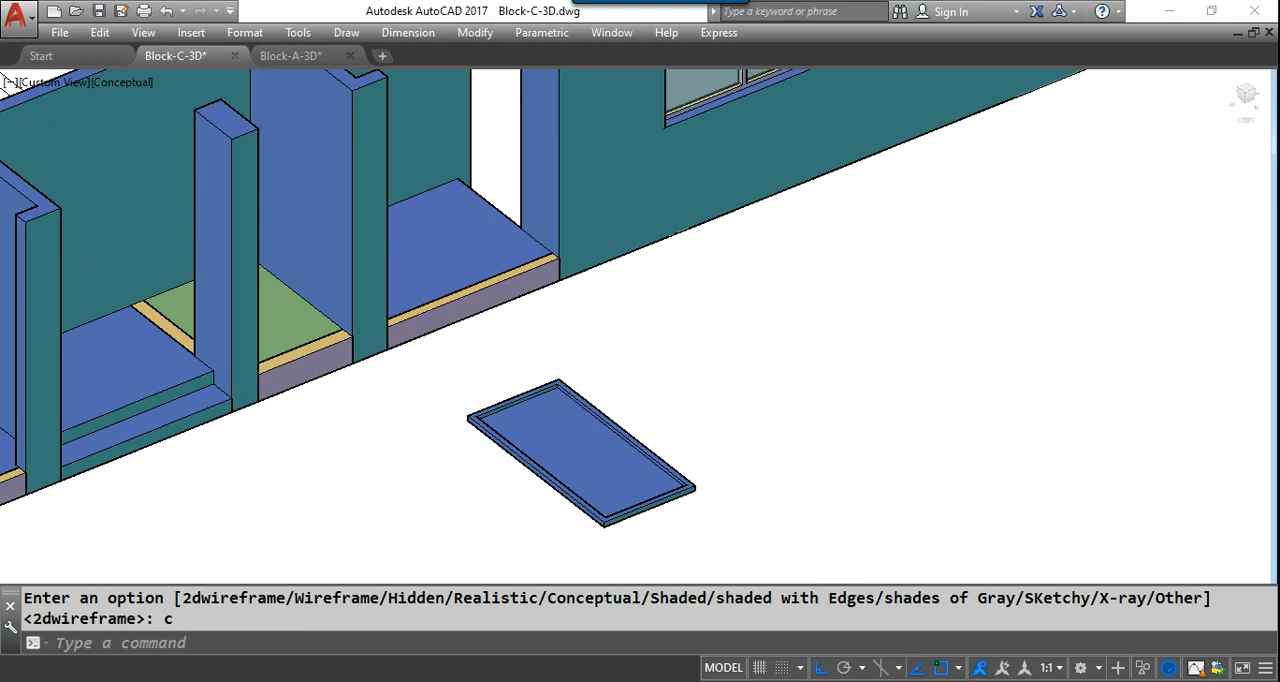 Autodesk AutoCAD 2017 Block-C-3D.dwg
Type a keyword or phrase
Sign In
File Edit View Insert Format Tools Draw Dimension Modify Parametric Window Help Express
Start Block-C-3D* Block-A-3D*
[−][Custom View][Conceptual]
Enter an option [2dwireframe/Wireframe/Hidden/Realistic/Conceptual/Shaded/shaded with Edges/shades of Gray/SKetchy/X-ray/Other]
<2dwireframe>: c
Type a command
MODEL 1:1